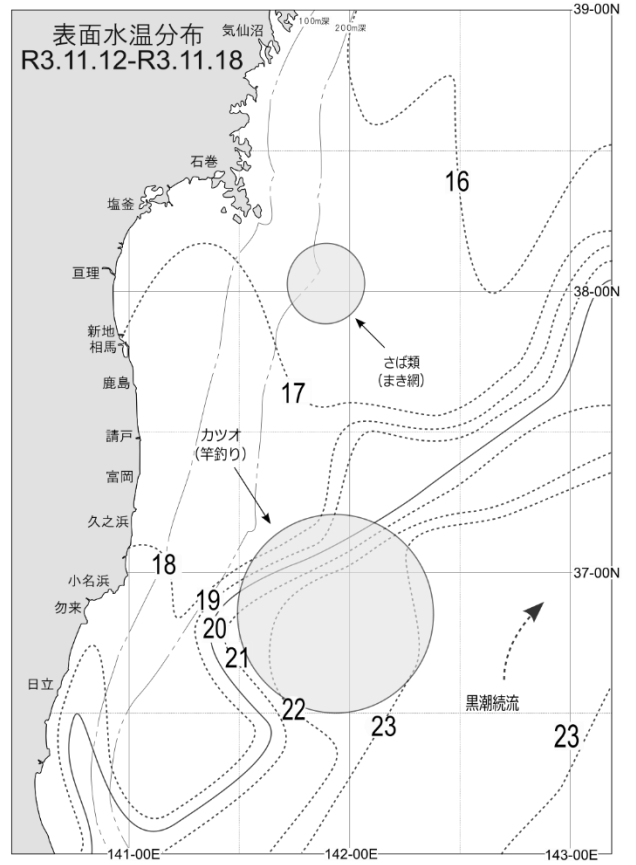 表面水温分布
R3.11.12-R3.11.18
気仙沼
100m深
200m深
39-00N
石巻
塩釜
16
亘理
38-00N
新地
相馬
さば類
(まき網)
鹿島
17
カツオ
(竿釣り)
請戸
富岡
久之浜
18
37-00N
小名浜
19
勿来
20
21
日立
22
黒潮続流
23
23
141-00E
142-00E
143-00E